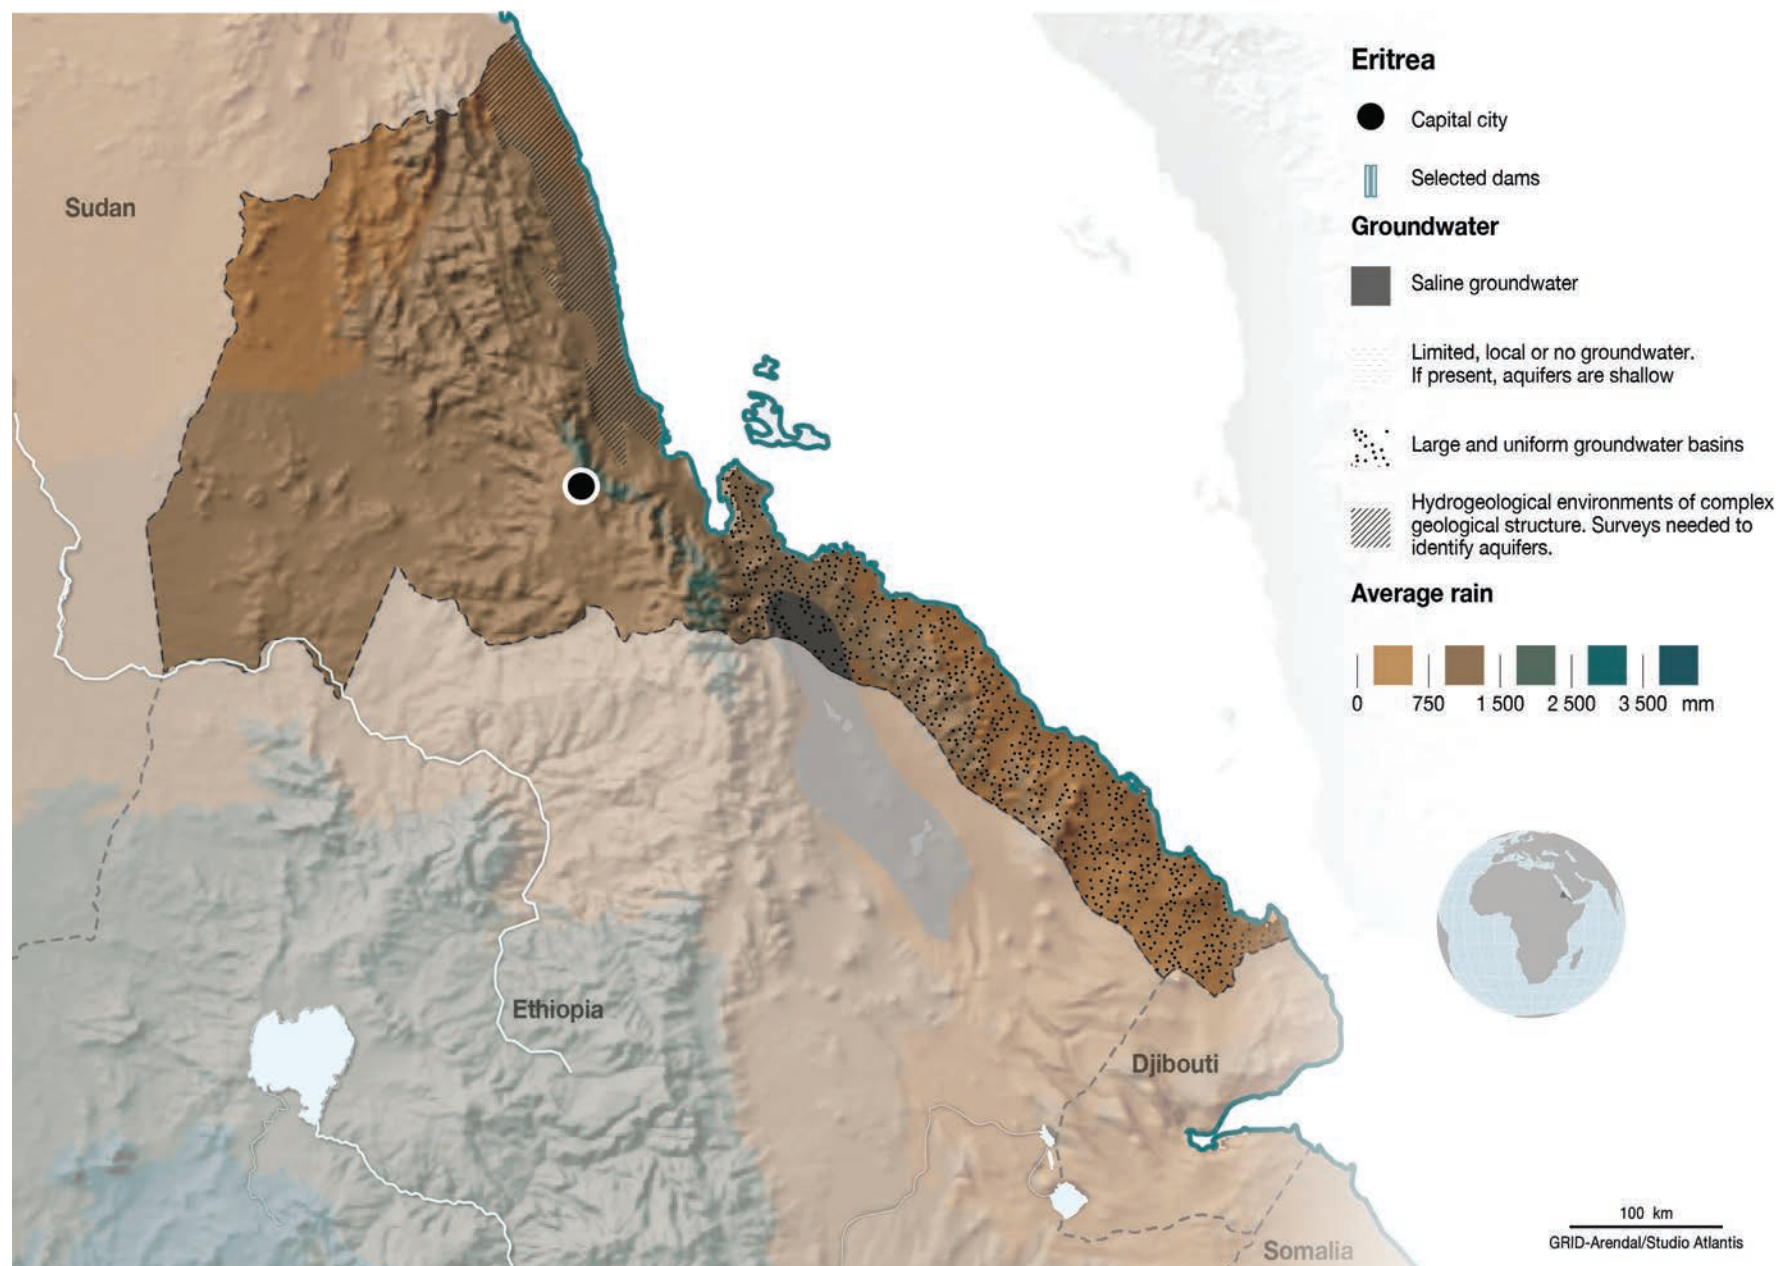 Sudan
Ethiopia
Djibouti
Somalia
Eritrea
Capital city
Selected dams
Groundwater
Saline groundwater
Limited, local or no groundwater.
If present, aquifers are shallow
Large and uniform groundwater basins
Hydrogeological environments of complex
geological structure. Surveys needed to
identify aquifers.
Average rain
0 750 1 500 2 500 3 500 mm
100 km
GRID-Arendal/Studio Atlantis